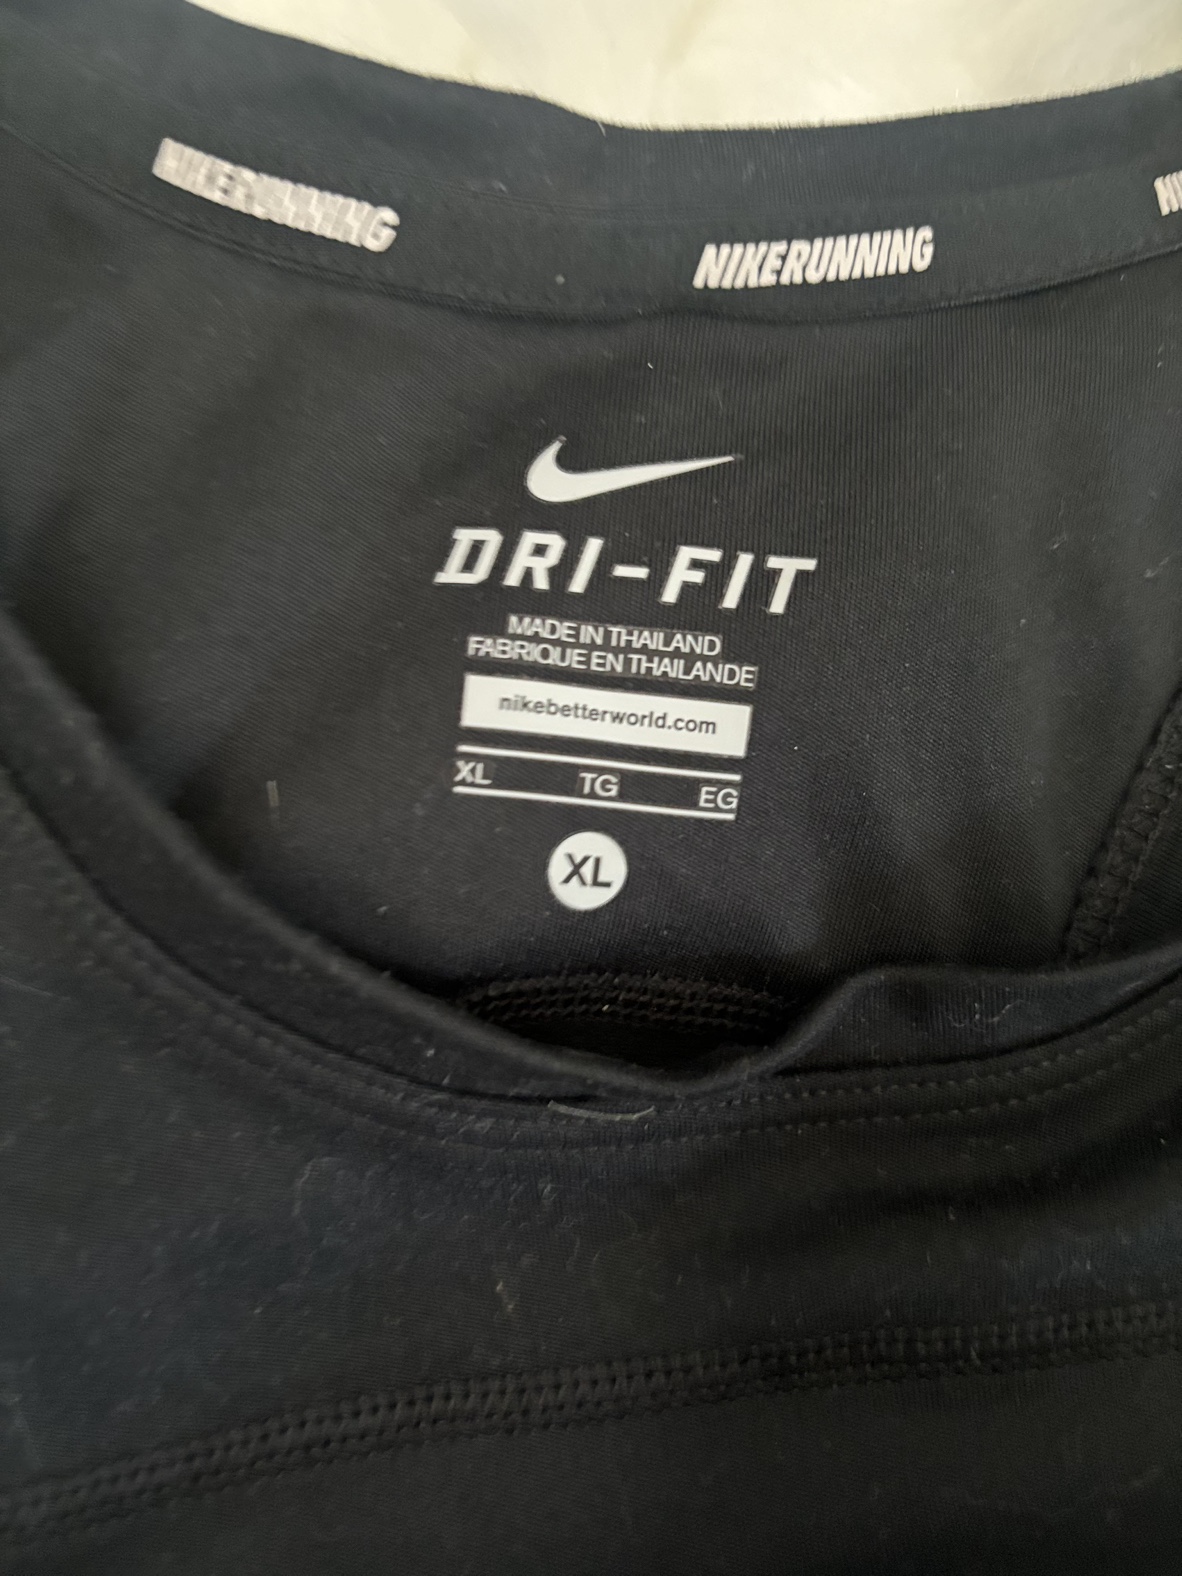 NIKERUNNING
NIKERUNNING
DRI-FIT
MADE IN THAILAND
FABRIQUE EN THAILANDE
nikebetterworld.com
XL TG EG
XL